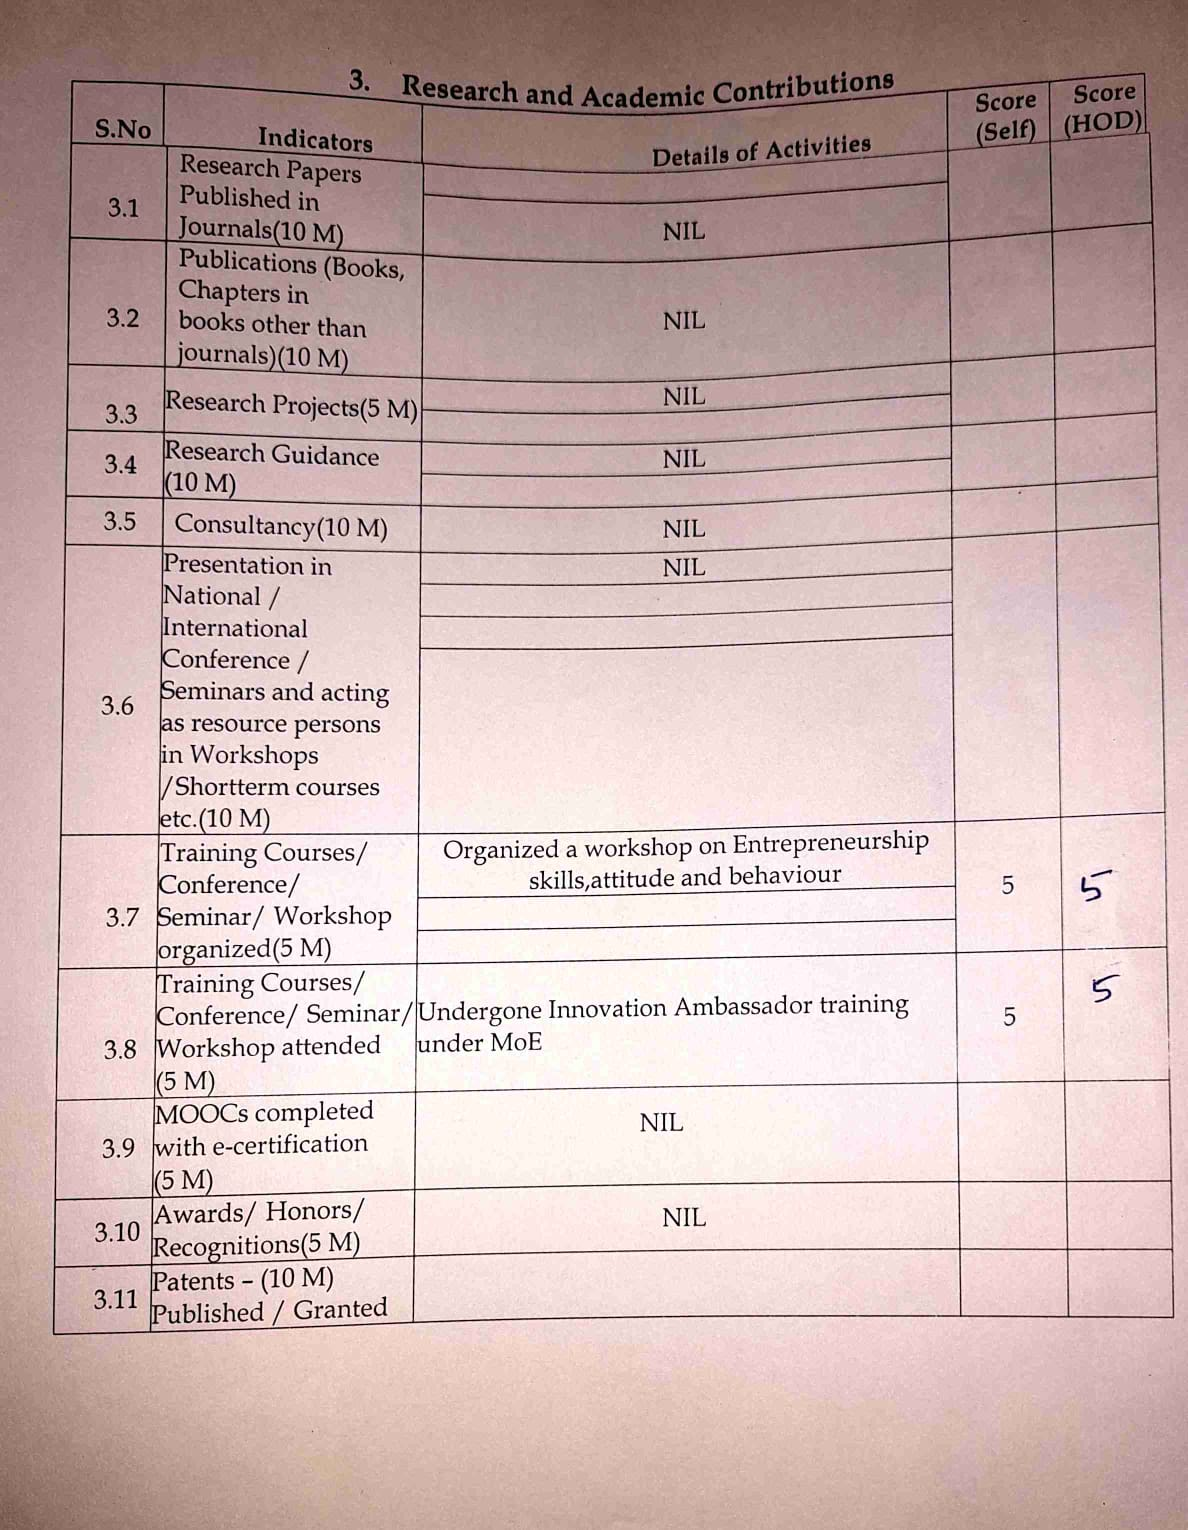 3. Research and Academic Contributions
S.No Indicators Details of Activities Score (Self) Score (HOD)
Research Papers
Published in
3.1 Journals(10 M) NIL
Publications (Books,
Chapters in
3.2 books other than NIL
journals)(10 M)
3.3 Research Projects(5 M) NIL
3.4 Research Guidance NIL
(10 M)
3.5 Consultancy(10 M) NIL
Presentation in NIL
National /
International
Conference /
Seminars and acting
3.6 as resource persons
in Workshops
/Shortterm courses
etc.(10 M)
Training Courses/ Organized a workshop on Entrepreneurship
Conference/ skills,attitude and behaviour 5 5
3.7 Seminar/ Workshop
organized(5 M)
Training Courses/ 5
Conference/ Seminar/ Undergone Innovation Ambassador training 5
3.8 Workshop attended under MoE
(5 M)
MOOCs completed NIL
3.9 with e-certification
(5 M)
Awards/ Honors/ NIL
3.10 Recognitions(5 M)
Patents – (10 M)
3.11 Published / Granted